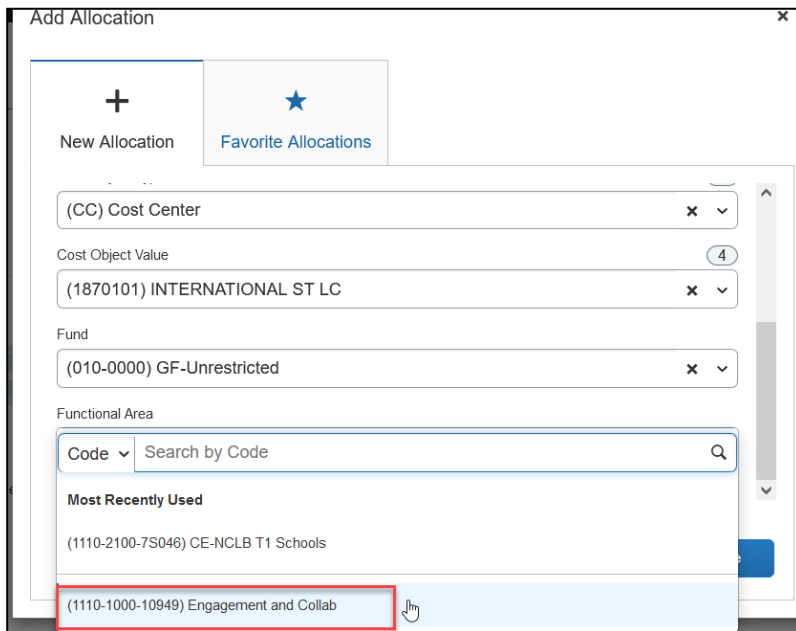 Add Allocation
New Allocation
Favorite Allocations
(CC) Cost Center
Cost Object Value
4
(1870101) INTERNATIONAL ST LC
Fund
(010-0000) GF-Unrestricted
Functional Area
Code
Search by Code
Most Recently Used
(1110-2100-7S046) CE-NCLB T1 Schools
(1110-1000-10949) Engagement and Collab